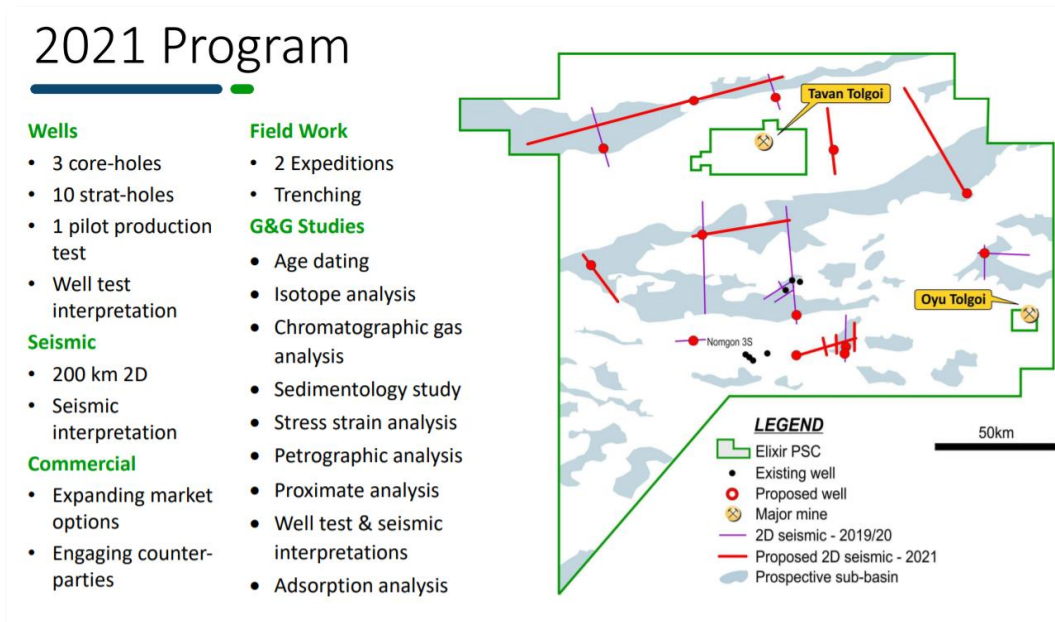 2021 Program
Wells
• 3 core-holes
• 10 strat-holes
• 1 pilot production
test
• Well test
interpretation
Seismic
• 200 km 2D
• Seismic
interpretation
Commercial
• Expanding market
options
• Engaging counter-
parties
Field Work
• 2 Expeditions
• Trenching
G&G Studies
• Age dating
• Isotope analysis
• Chromatographic gas
analysis
• Sedimentology study
• Stress strain analysis
• Petrographic analysis
• Proximate analysis
• Well test & seismic
interpretations
• Adsorption analysis
Tavan Tolgoi
Oyu Tolgoi
Nomgon 3S
LEGEND
Elixir PSC
Existing well
Proposed well
Major mine
2D seismic - 2019/20
Proposed 2D seismic - 2021
Prospective sub-basin
50km